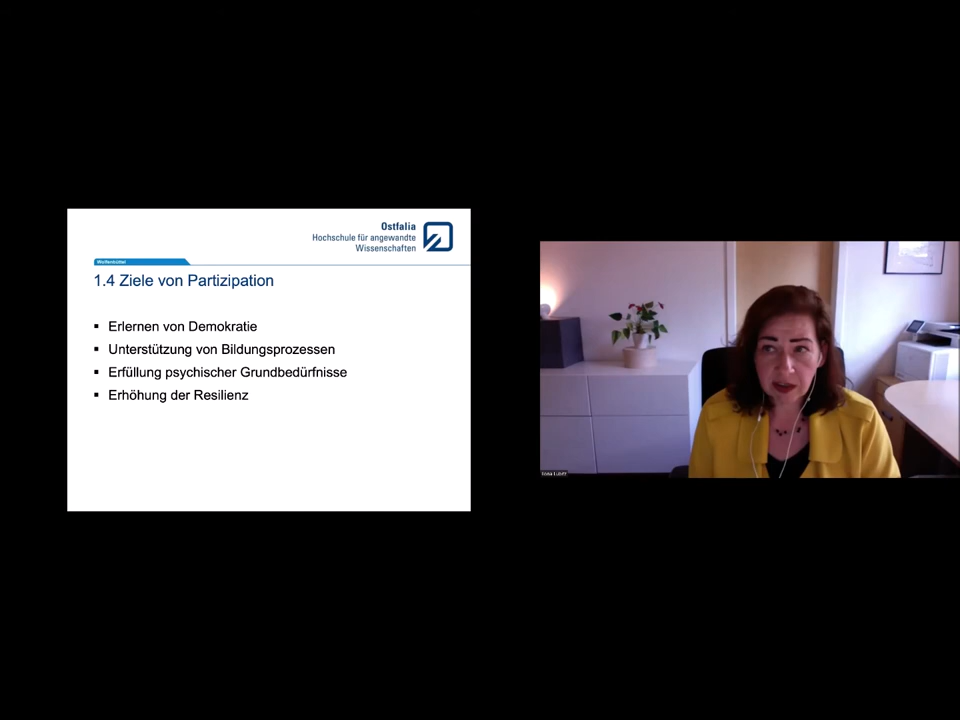 Ostfalia
Hochschule für angewandte
Wissenschaften
Wolfenbüttel
1.4 Ziele von Partizipation
▪ Erlernen von Demokratie
▪ Unterstützung von Bildungsprozessen
▪ Erfüllung psychischer Grundbedürfnisse
▪ Erhöhung der Resilienz